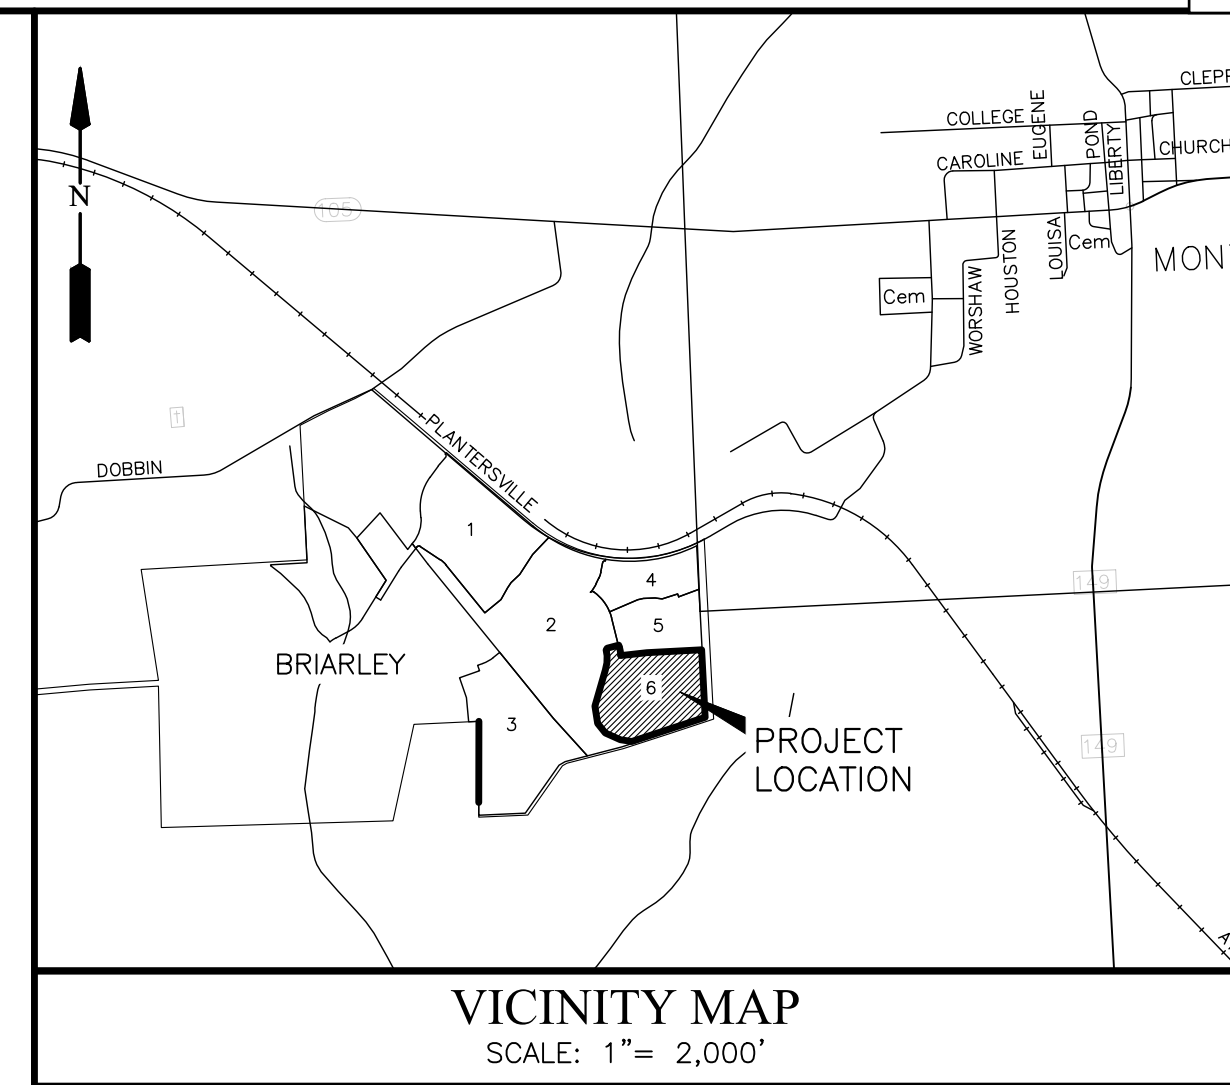 CLEPP
EUGENE
COLLEGE
POND
LIBERTY
CHURCH
CAROLINE
N
105
HOUSTON
LOUISA
Cem
MON
Cem
WORSHAW
PLANTERSVILLE
DOBBIN
1
4
149
2
5
BRIARLEY
6
3
PROJECT
LOCATION
149
A
VICINITY MAP
SCALE: 1"= 2,000'